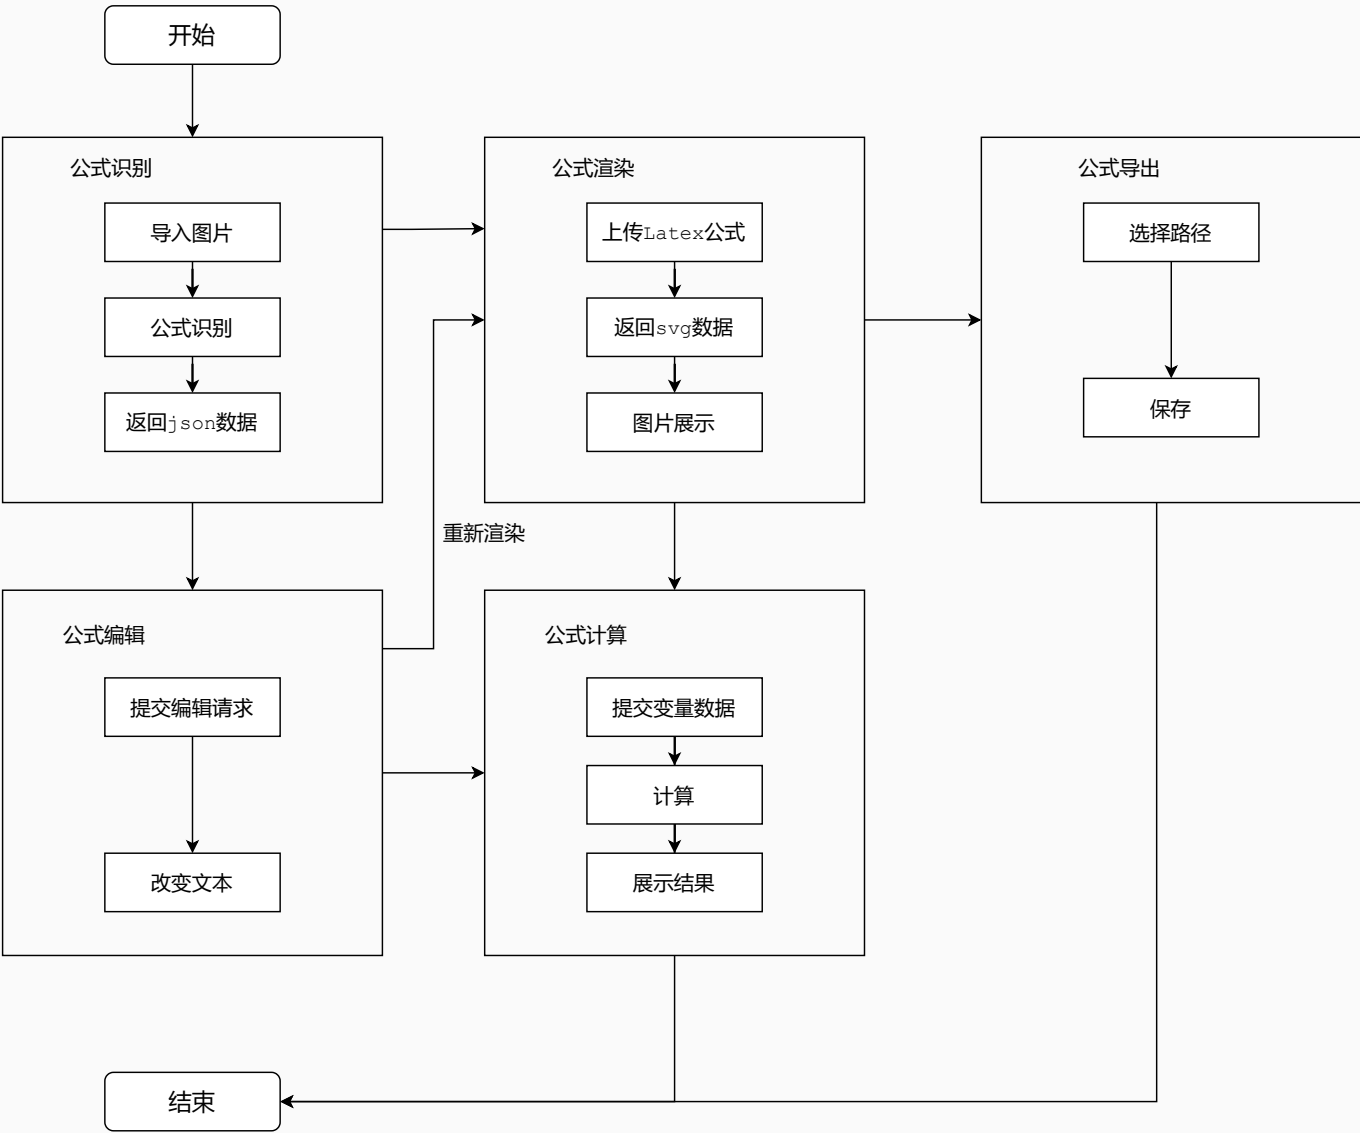 开始
公式识别
导入图片
公式识别
返回json数据
公式渲染
上传Latex公式
返回svg数据
图片展示
公式导出
选择路径
保存
重新渲染
公式编辑
提交编辑请求
改变文本
公式计算
提交变量数据
计算
展示结果
结束